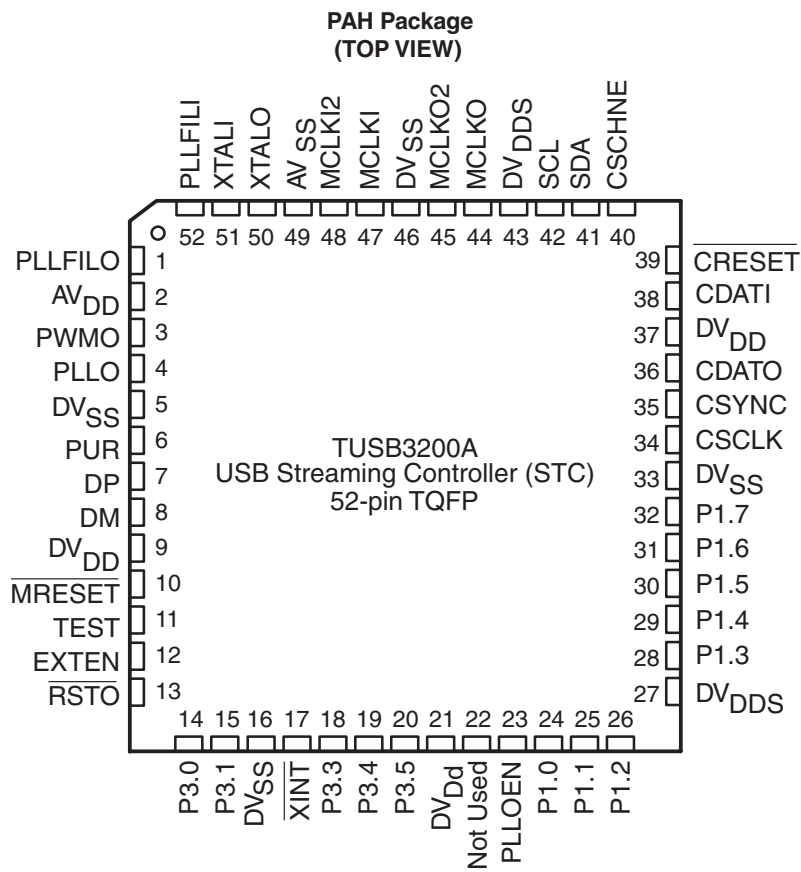 PAH Package
(TOP VIEW)
PLLFILI
XTALI
XTALO
AVSS
MCLKI2
MCLKI
DVSS
MCLKO2
MCLKO
DVDDS
SCL
SDA
CSCHNE
52 51 50 49 48 47 46 45 44 43 42 41 40
PLLFILO 1
AVDD 2
PWMO 3
PLLO 4
DVSS 5
PUR 6
DP 7
DM 8
DVDD 9
MRESET 10
TEST 11
EXTEN 12
RSTO 13
TUSB3200A
USB Streaming Controller (STC)
52-pin TQFP
39 CRESET
38 CDATI
37 DVDD
36 CDATO
35 CSYNC
34 CSCLK
33 DVSS
32 P1.7
31 P1.6
30 P1.5
29 P1.4
28 P1.3
27 DVDDS
14 15 16 17 18 19 20 21 22 23 24 25 26
P3.0
P3.1
DVSS
XINT
P3.3
P3.4
P3.5
DVDd
Not Used
PLLOEN
P1.0
P1.1
P1.2